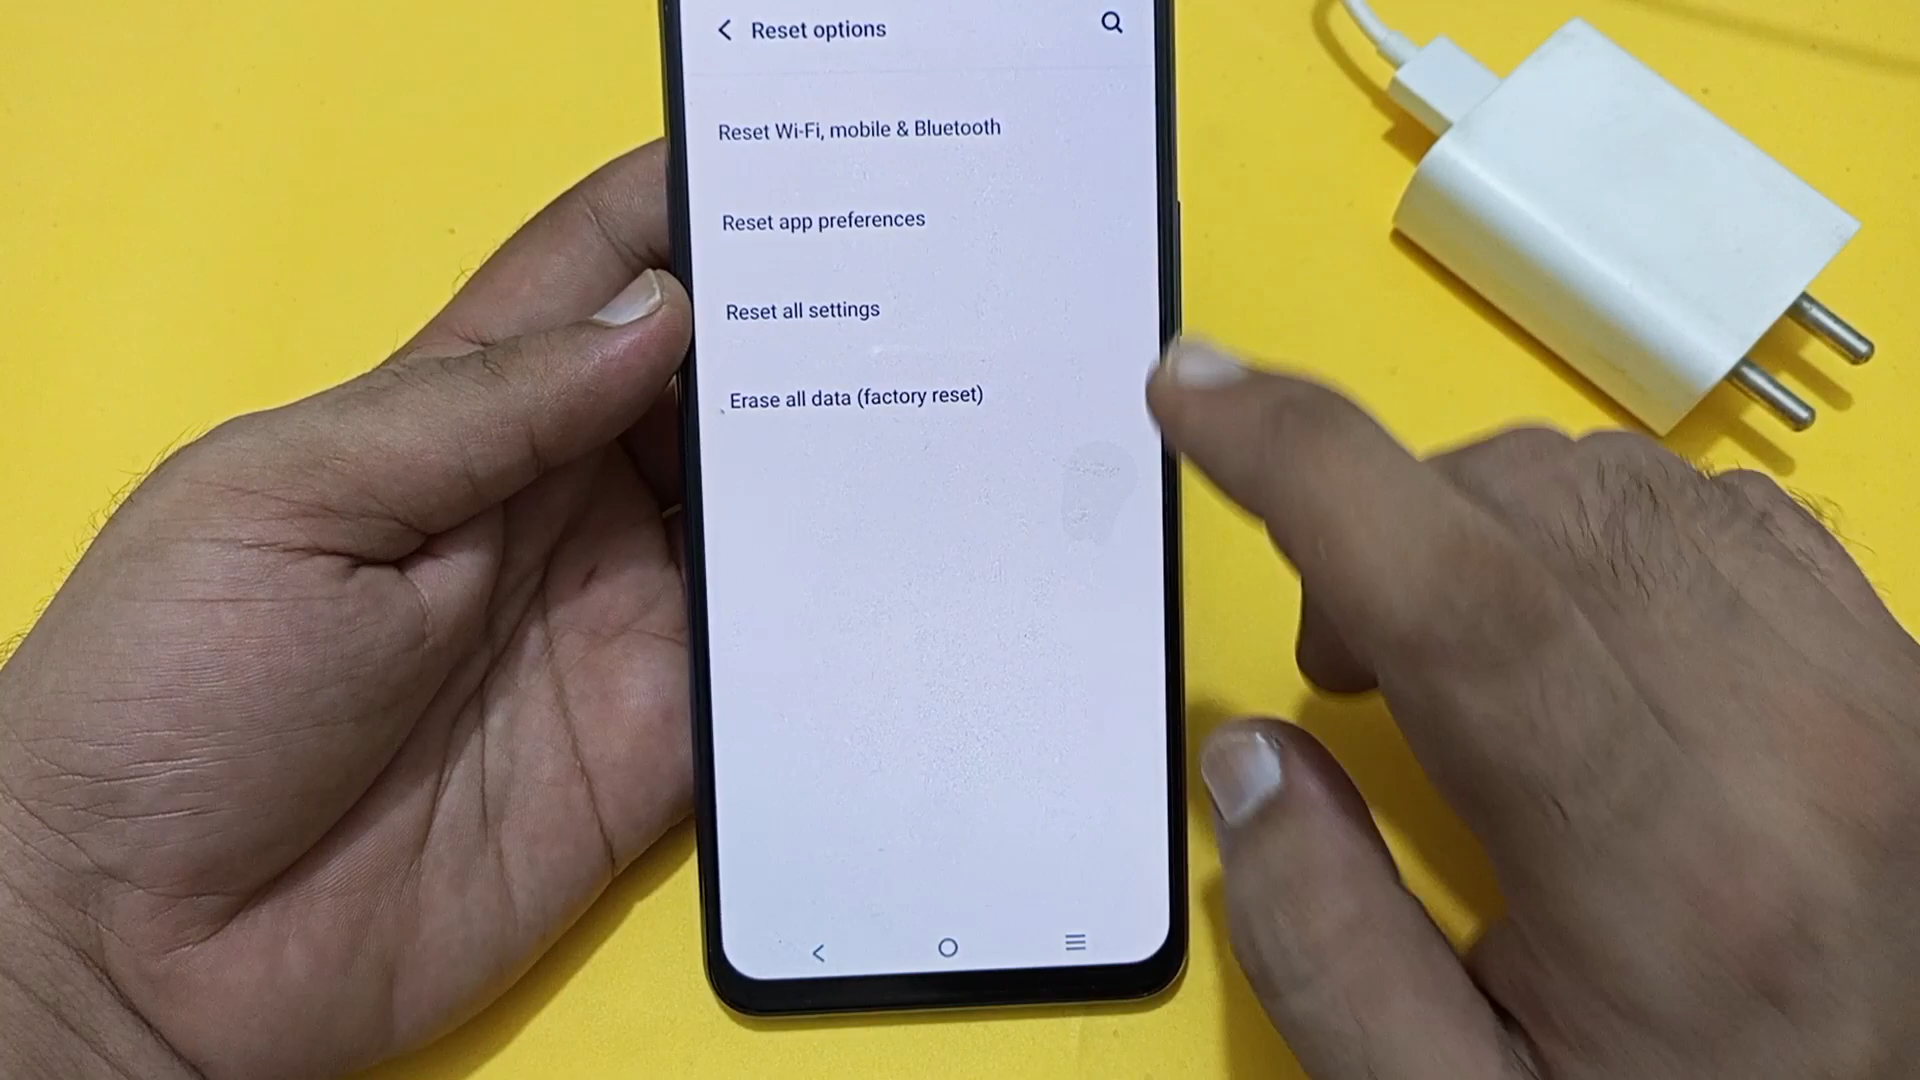 Reset options
Reset Wi-Fi, mobile & Bluetooth
Reset app preferences
Reset all settings
Erase all data (factory reset)